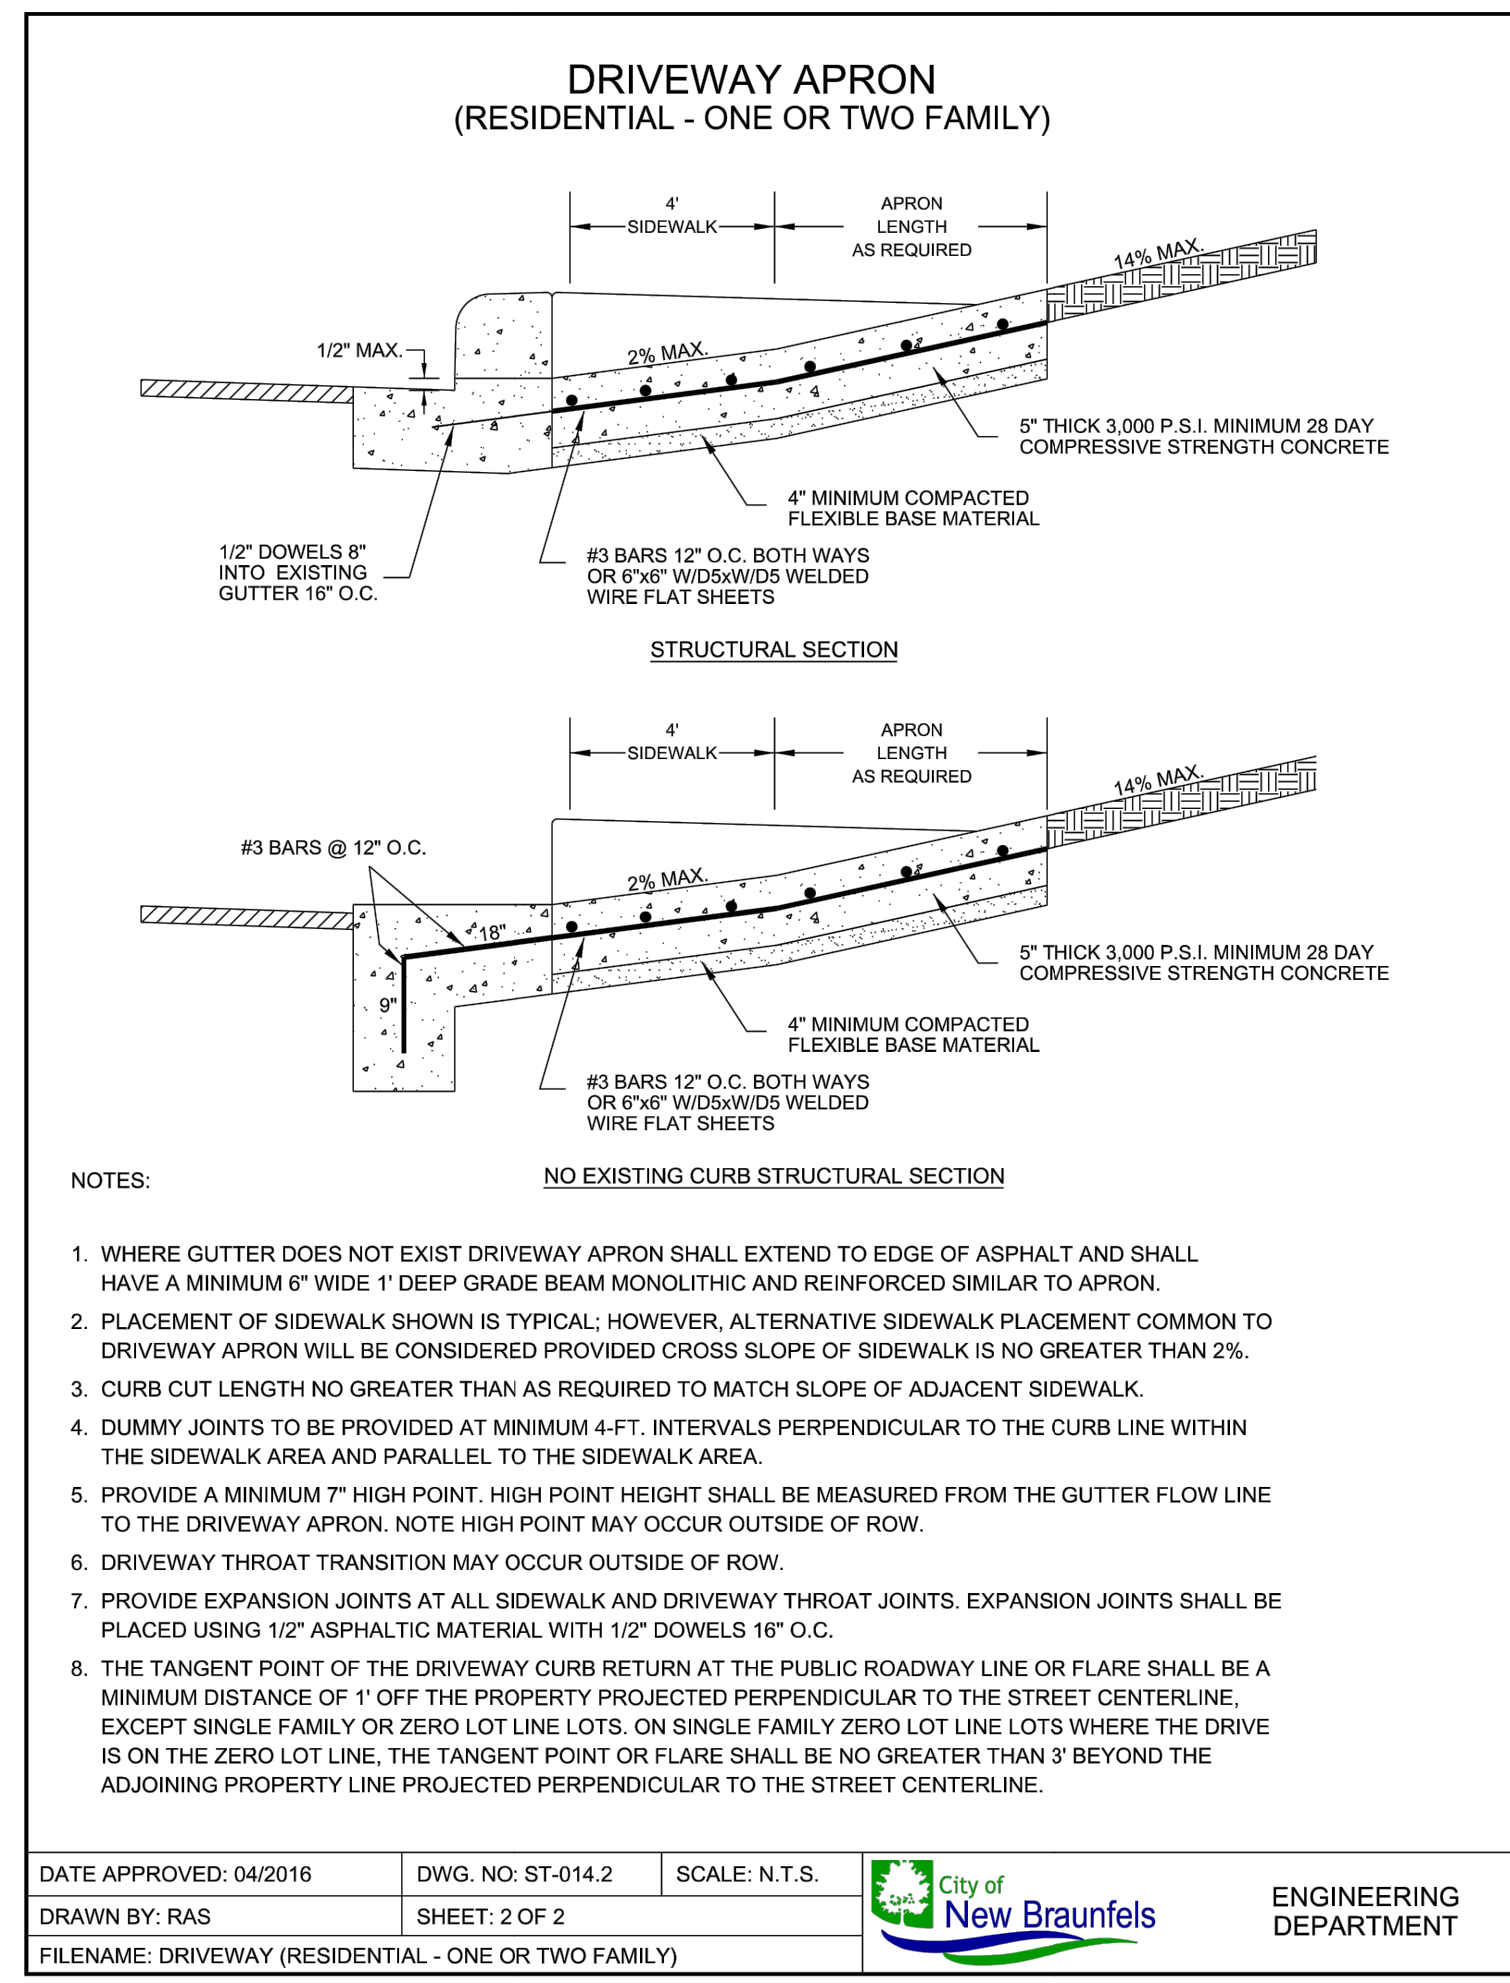 DRIVEWAY APRON
(RESIDENTIAL - ONE OR TWO FAMILY)
4'
SIDEWALK
APRON
LENGTH
AS REQUIRED
14% MAX.
1/2" MAX.
2% MAX.
5" THICK 3,000 P.S.I. MINIMUM 28 DAY
COMPRESSIVE STRENGTH CONCRETE
4" MINIMUM COMPACTED
FLEXIBLE BASE MATERIAL
1/2" DOWELS 8"
INTO EXISTING
GUTTER 16" O.C.
#3 BARS 12" O.C. BOTH WAYS
OR 6"x6" W/D5xW/D5 WELDED
WIRE FLAT SHEETS
STRUCTURAL SECTION
4'
SIDEWALK
APRON
LENGTH
AS REQUIRED
14% MAX.
#3 BARS @ 12" O.C.
2% MAX.
18"
9"
5" THICK 3,000 P.S.I. MINIMUM 28 DAY
COMPRESSIVE STRENGTH CONCRETE
4" MINIMUM COMPACTED
FLEXIBLE BASE MATERIAL
#3 BARS 12" O.C. BOTH WAYS
OR 6"x6" W/D5xW/D5 WELDED
WIRE FLAT SHEETS
NO EXISTING CURB STRUCTURAL SECTION
NOTES:
1. WHERE GUTTER DOES NOT EXIST DRIVEWAY APRON SHALL EXTEND TO EDGE OF ASPHALT AND SHALL
HAVE A MINIMUM 6" WIDE 1' DEEP GRADE BEAM MONOLITHIC AND REINFORCED SIMILAR TO APRON.
2. PLACEMENT OF SIDEWALK SHOWN IS TYPICAL; HOWEVER, ALTERNATIVE SIDEWALK PLACEMENT COMMON TO
DRIVEWAY APRON WILL BE CONSIDERED PROVIDED CROSS SLOPE OF SIDEWALK IS NO GREATER THAN 2%.
3. CURB CUT LENGTH NO GREATER THAN AS REQUIRED TO MATCH SLOPE OF ADJACENT SIDEWALK.
4. DUMMY JOINTS TO BE PROVIDED AT MINIMUM 4-FT. INTERVALS PERPENDICULAR TO THE CURB LINE WITHIN
THE SIDEWALK AREA AND PARALLEL TO THE SIDEWALK AREA.
5. PROVIDE A MINIMUM 7" HIGH POINT. HIGH POINT HEIGHT SHALL BE MEASURED FROM THE GUTTER FLOW LINE
TO THE DRIVEWAY APRON. NOTE HIGH POINT MAY OCCUR OUTSIDE OF ROW.
6. DRIVEWAY THROAT TRANSITION MAY OCCUR OUTSIDE OF ROW.
7. PROVIDE EXPANSION JOINTS AT ALL SIDEWALK AND DRIVEWAY THROAT JOINTS. EXPANSION JOINTS SHALL BE
PLACED USING 1/2" ASPHALTIC MATERIAL WITH 1/2" DOWELS 16" O.C.
8. THE TANGENT POINT OF THE DRIVEWAY CURB RETURN AT THE PUBLIC ROADWAY LINE OR FLARE SHALL BE A
MINIMUM DISTANCE OF 1' OFF THE PROPERTY PROJECTED PERPENDICULAR TO THE STREET CENTERLINE,
EXCEPT SINGLE FAMILY OR ZERO LOT LINE LOTS. ON SINGLE FAMILY ZERO LOT LINE LOTS WHERE THE DRIVE
IS ON THE ZERO LOT LINE, THE TANGENT POINT OR FLARE SHALL BE NO GREATER THAN 3' BEYOND THE
ADJOINING PROPERTY LINE PROJECTED PERPENDICULAR TO THE STREET CENTERLINE.
DATE APPROVED: 04/2016
DWG. NO: ST-014.2
SCALE: N.T.S.
DRAWN BY: RAS
SHEET: 2 OF 2
FILENAME: DRIVEWAY (RESIDENTIAL - ONE OR TWO FAMILY)
City of
New Braunfels
ENGINEERING
DEPARTMENT